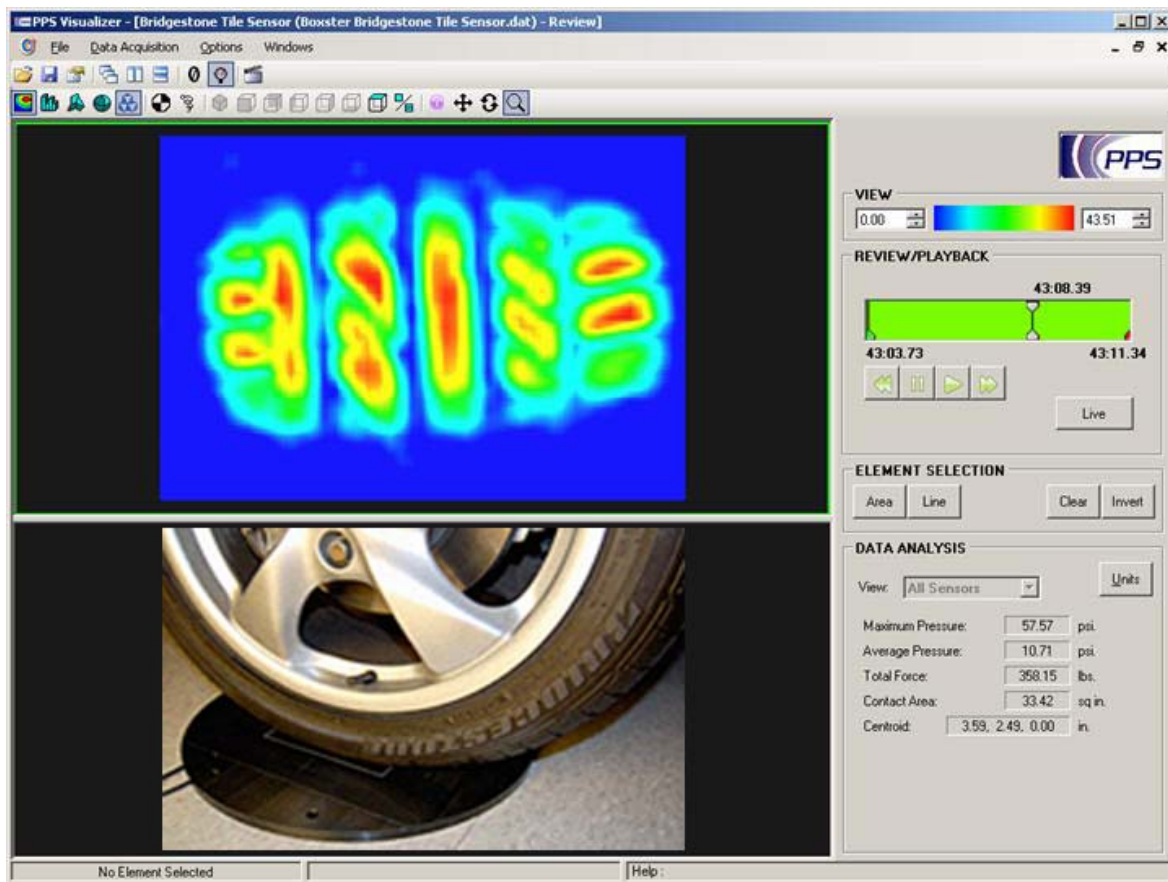 PPS Visualizer - [Bridgestone Tile Sensor (Boxster Bridgestone Tile Sensor.dat) - Review]
File Data Acquisition Options Windows
PPS
VIEW
0.00 43.51
REVIEW/PLAYBACK
43:08.39
43:03.73 43:11.34
Live
ELEMENT SELECTION
Area Line Clear Invert
DATA ANALYSIS
View: All Sensors Units
Maximum Pressure: 57.57 psi.
Average Pressure: 10.71 psi.
Total Force: 358.15 lbs.
Contact Area: 33.42 sq in.
Centroid: 3.59, 2.49, 0.00 in.
BRIDGESTONE
No Element Selected Help :